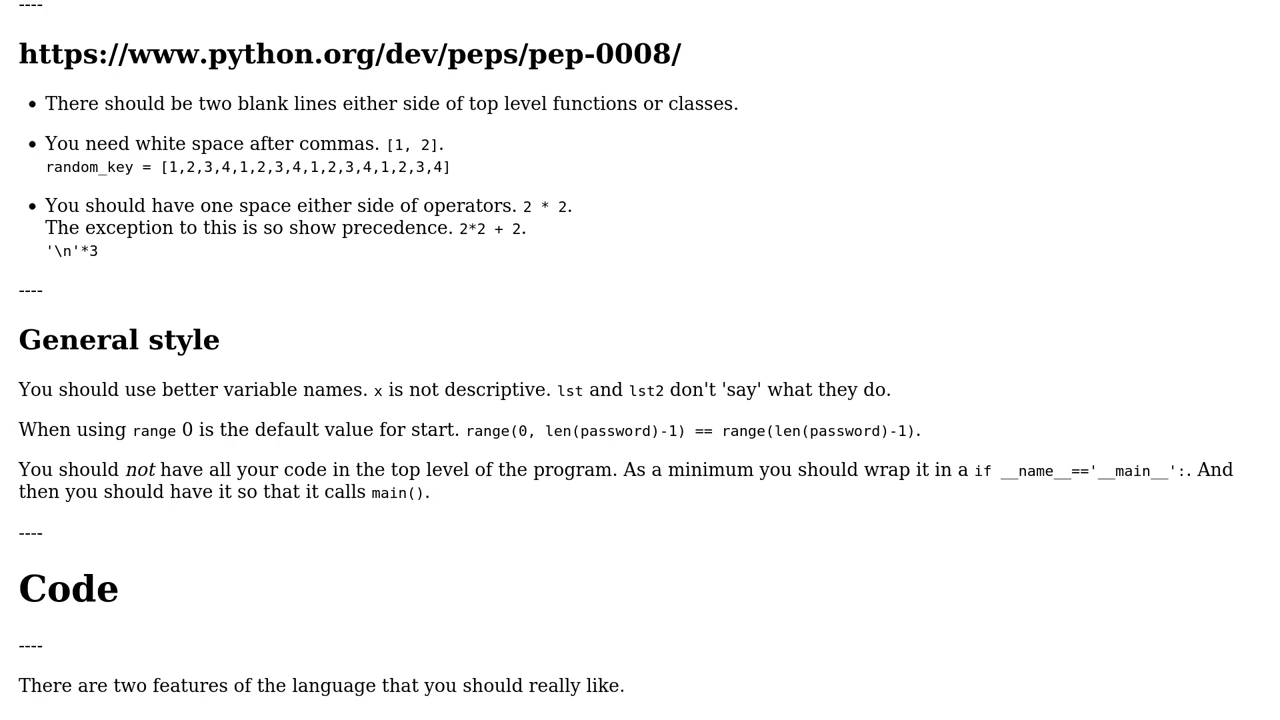 ----
https://www.python.org/dev/peps/pep-0008/
• There should be two blank lines either side of top level functions or classes.
• You need white space after commas. [1, 2].
random_key = [1,2,3,4,1,2,3,4,1,2,3,4,1,2,3,4]
• You should have one space either side of operators. 2 * 2.
The exception to this is so show precedence. 2*2 + 2.
'\n'*3
----
General style
You should use better variable names. x is not descriptive. lst and lst2 don't 'say' what they do.
When using range 0 is the default value for start. range(0, len(password)-1) == range(len(password)-1).
You should not have all your code in the top level of the program. As a minimum you should wrap it in a if __name__=='__main__':. And
then you should have it so that it calls main().
----
Code
----
There are two features of the language that you should really like.